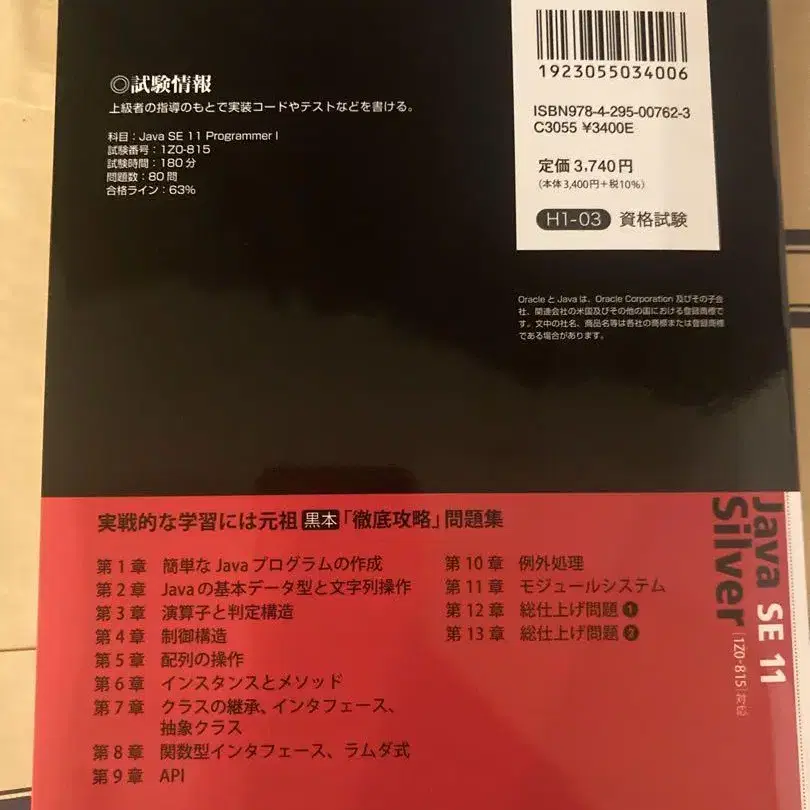 ◎試験情報
上級者の指導のもとで実装コードやテストなどを書ける。
科目：Java SE 11 Programmer I
試験番号：1Z0-815
試験時間：180分
問題数：80問
合格ライン：63%
1923055034006
ISBN978-4-295-00762-3
C3055 ¥3400E
定価3,740円
（本体3,400円＋税10%）
H1-03 資格試験
OracleとJavaは、Oracle Corporation 及びその子会
社、関連会社の米国及びその他の国における登録商標で
す。文中の社名、商品名等は各社の商標または登録商標
である場合があります。
実戦的な学習には元祖 黒本 「徹底攻略」問題集
第1章 簡単なJavaプログラムの作成
第2章 Javaの基本データ型と文字列操作
第3章 演算子と判定構造
第4章 制御構造
第5章 配列の操作
第6章 インスタンスとメソッド
第7章 クラスの継承、インタフェース、
抽象クラス
第8章 関数型インタフェース、ラムダ式
第9章 API
第10章 例外処理
第11章 モジュールシステム
第12章 総仕上げ問題❶
第13章 総仕上げ問題❷
Java SE 11
Silver
[1Z0-815]対応